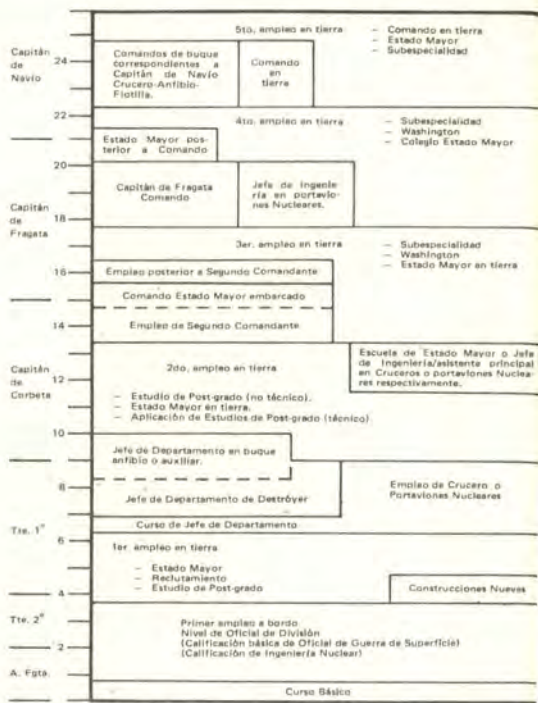 5to, empleo en tierra
– Comando en tierra
– Estado Mayor
– Subespecialidad
Capitán
de
Navío
24
Comandos de buque
correspondientes a
Capitán de Navío
Crucero-Anfibio-
Flotilla.
Comando
en
tierra
22
4to, empleo en tierra
– Subespecialidad
– Washington
– Colegio Estado Mayor
Estado Mayor pos-
terior a Comando
20
Capitán
de
Fragata
Capitán de Fragata
Comando
Jefe de Ingenie-
ría en portavio-
nes Nucleares.
18
3er, empleo en tierra
– Subespecialidad
– Washington
– Estado Mayor en tierra
16
Empleo posterior a Segundo Comandante
Comando Estado Mayor embarcado
14
Empleo de Segundo Comandante
Capitán
de
Corbeta
2do, empleo en tierra
Escuela de Estado Mayor o Jefe
de Ingeniería/asistente principal
en Cruceros o portaviones Nuclea-
res respectivamente.
12
– Estudio de Post-grado (no técnico).
– Estado Mayor en tierra.
– Aplicación de Estudios de Post-grado (técnico).
10
Jefe de Departamento en buque
anfibio o auxiliar.
8
Jefe de Departamento de Destróyer
Empleo de Crucero o
Portaviones Nucleares
Tte. 1°
Curso de Jefe de Departamento
6
1er, empleo en tierra
– Estado Mayor
– Reclutamiento
– Estudio de Post-grado
4
Construcciones Nuevas
Tte. 2°
Primer empleo a bordo
Nivel de Oficial de División
(Calificación básica de Oficial de Guerra de Superficie)
(Calificación de Ingeniería Nuclear)
2
A. Fgta.
Curso Básico